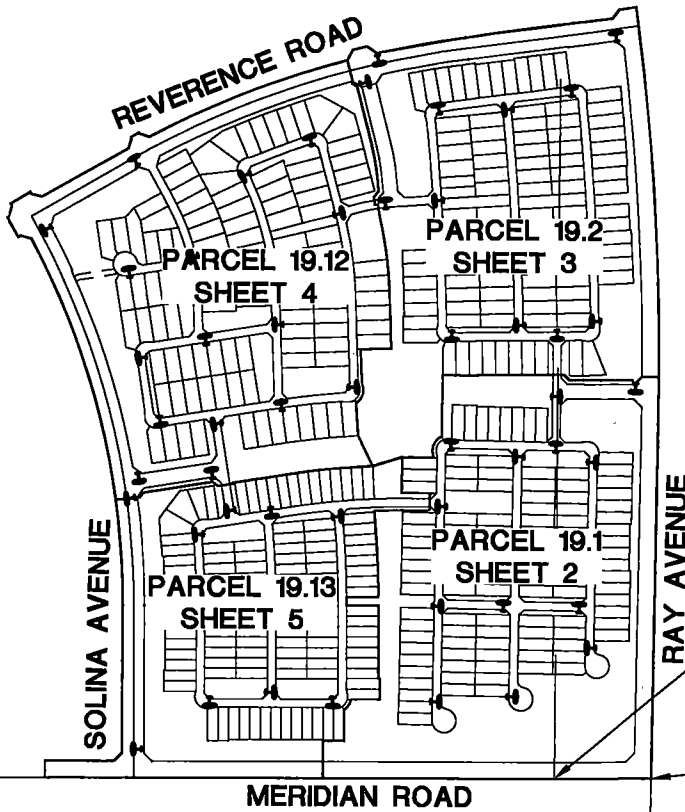 REVERENCE ROAD
PARCEL 19.12
SHEET 4
PARCEL 19.2
SHEET 3
PARCEL 19.1
SHEET 2
PARCEL 19.13
SHEET 5
SOLINA AVENUE
RAY AVENUE
MERIDIAN ROAD